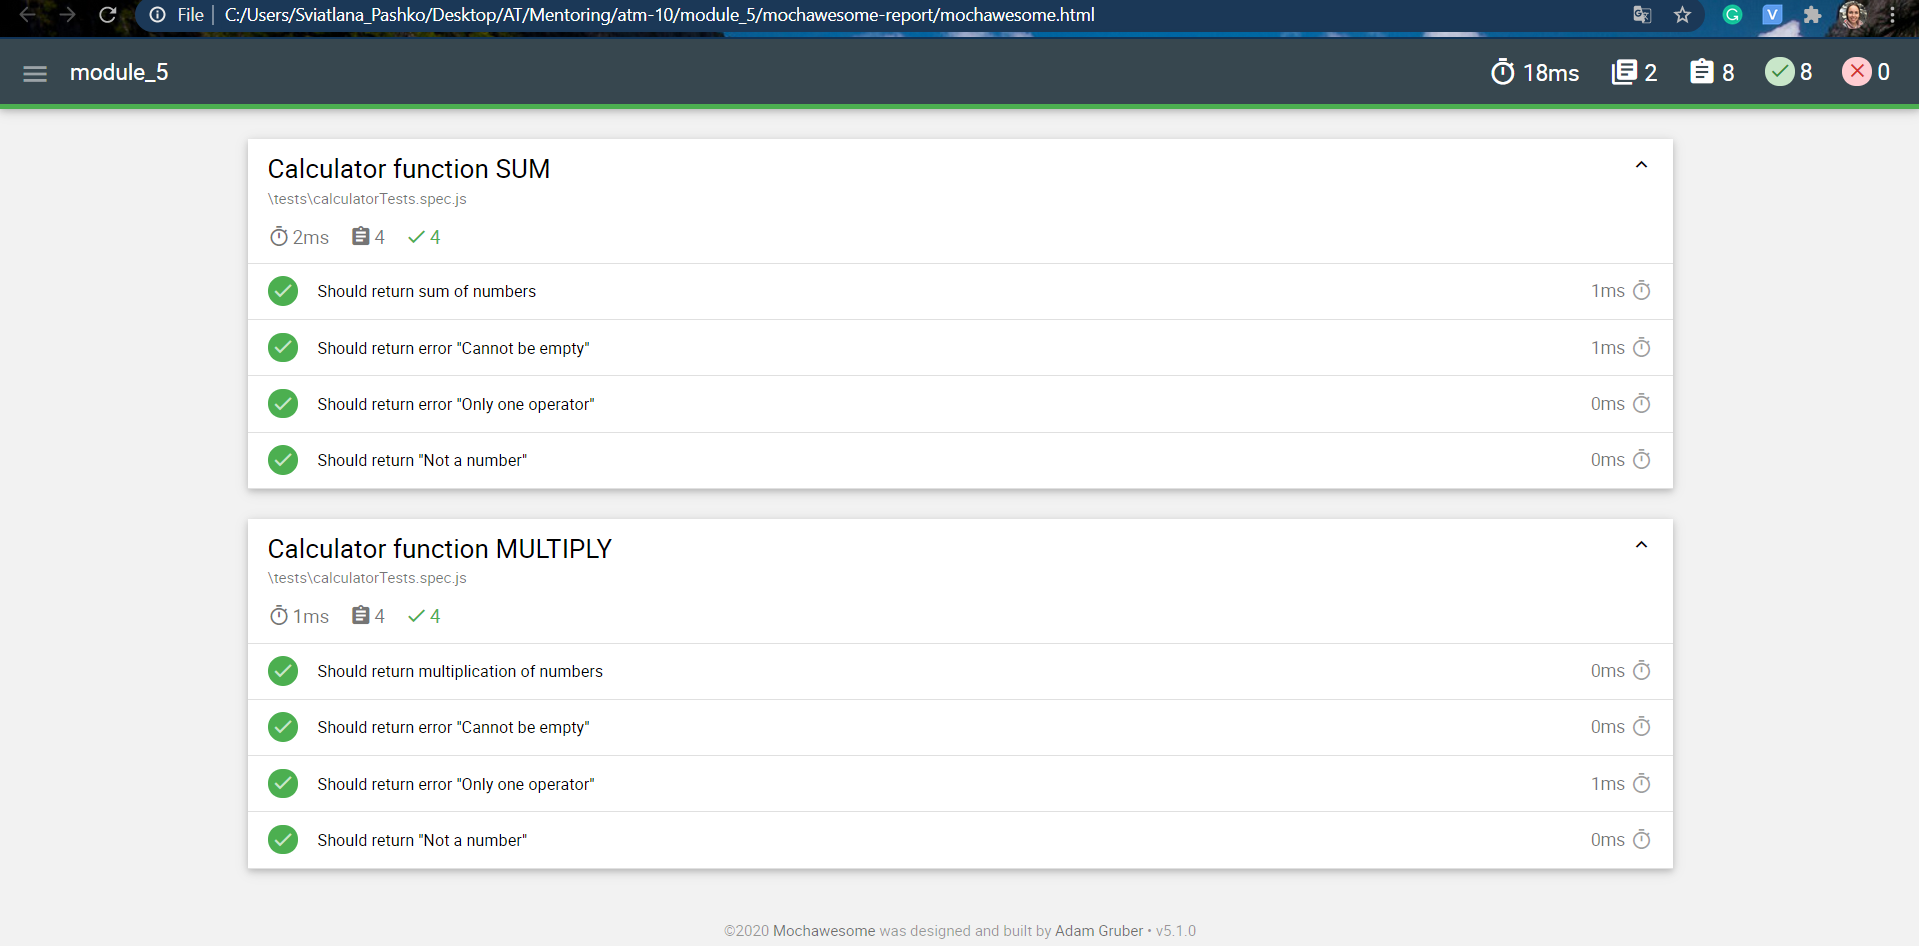 File C:/Users/Sviatlana_Pashko/Desktop/AT/Mentoring/atm-10/module_5/mochawesome-report/mochawesome.html
G V
module_5 18ms 2 8 8 0
Calculator function SUM
\tests\calculatorTests.spec.js
2ms 4 4
Should return sum of numbers 1ms
Should return error "Cannot be empty" 1ms
Should return error "Only one operator" 0ms
Should return "Not a number" 0ms
Calculator function MULTIPLY
\tests\calculatorTests.spec.js
1ms 4 4
Should return multiplication of numbers 0ms
Should return error "Cannot be empty" 0ms
Should return error "Only one operator" 1ms
Should return "Not a number" 0ms
©2020 Mochawesome was designed and built by Adam Gruber • v5.1.0